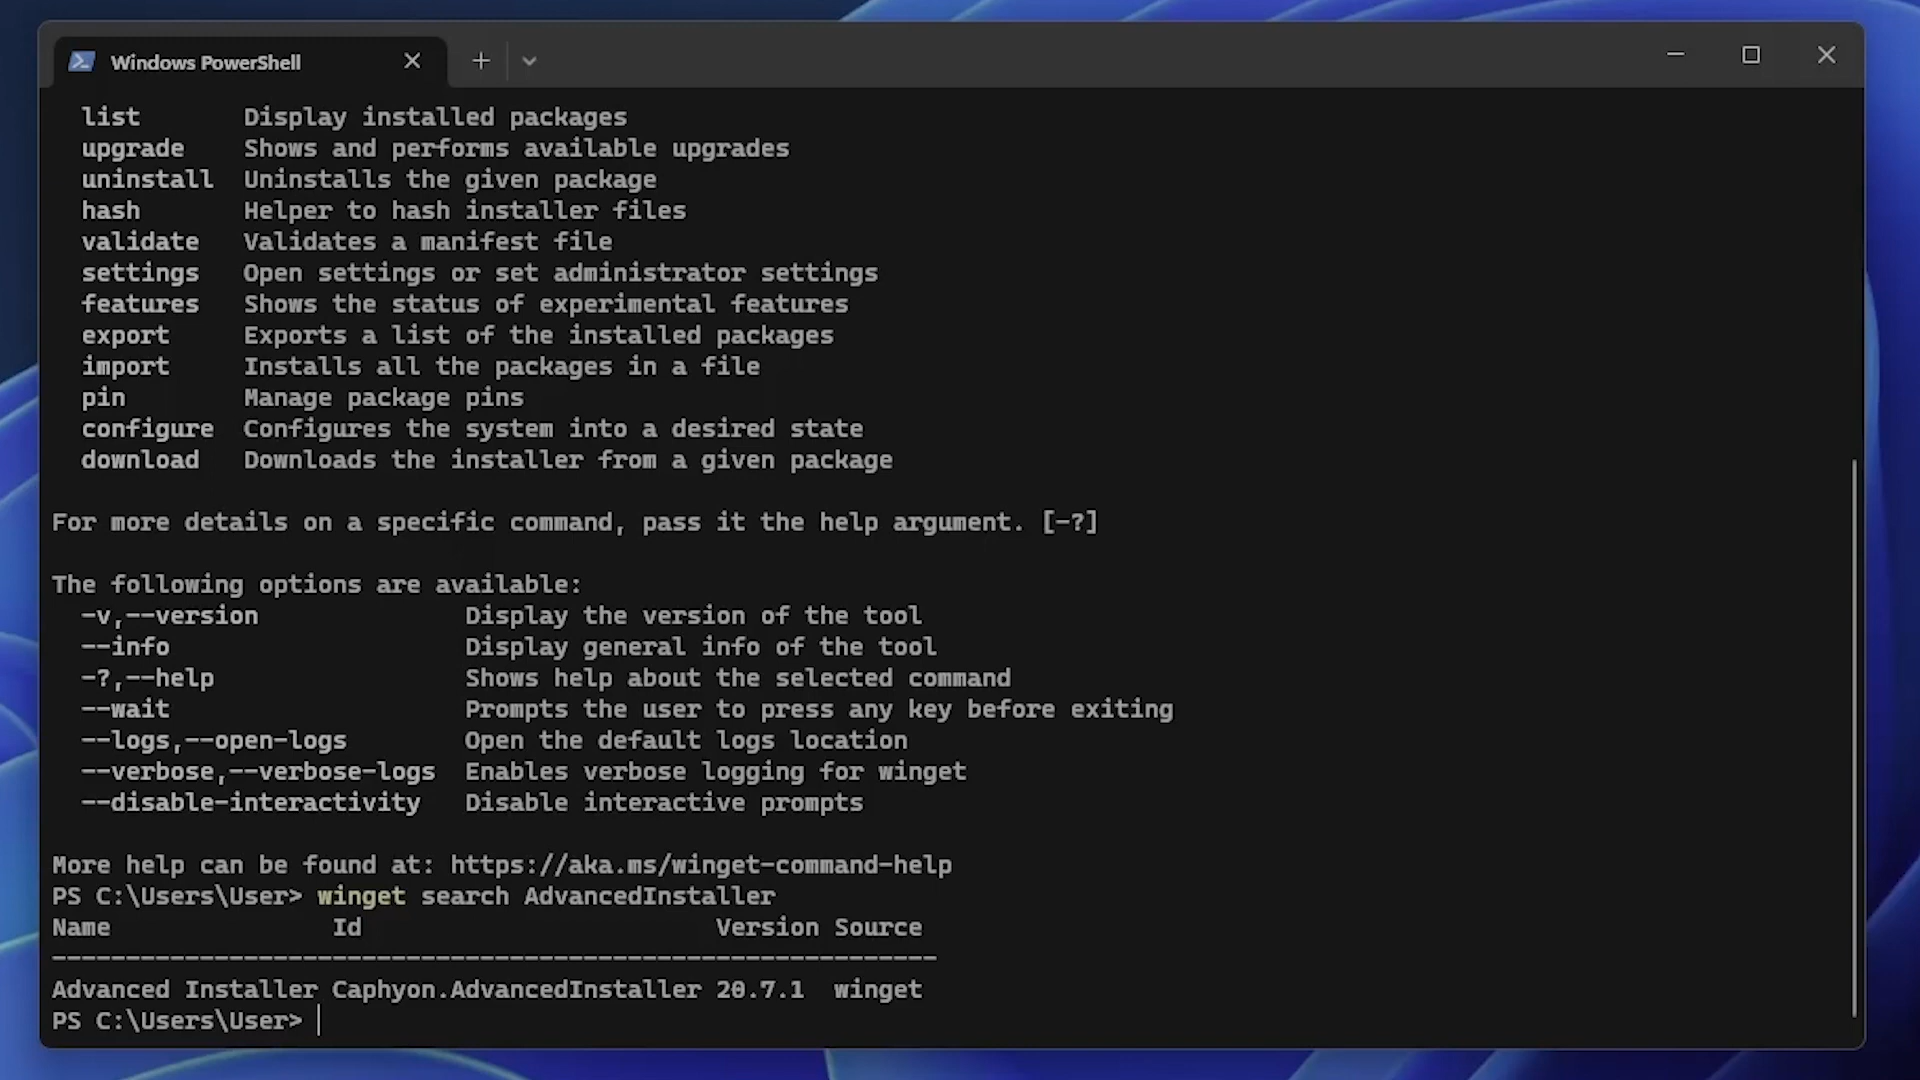 Windows PowerShell
list Display installed packages
upgrade Shows and performs available upgrades
uninstall Uninstalls the given package
hash Helper to hash installer files
validate Validates a manifest file
settings Open settings or set administrator settings
features Shows the status of experimental features
export Exports a list of the installed packages
import Installs all the packages in a file
pin Manage package pins
configure Configures the system into a desired state
download Downloads the installer from a given package
For more details on a specific command, pass it the help argument. [-?]
The following options are available:
-v,--version Display the version of the tool
--info Display general info of the tool
-?,--help Shows help about the selected command
--wait Prompts the user to press any key before exiting
--logs,--open-logs Open the default logs location
--verbose,--verbose-logs Enables verbose logging for winget
--disable-interactivity Disable interactive prompts
More help can be found at: https://aka.ms/winget-command-help
PS C:\Users\User> winget search AdvancedInstaller
Name Id Version Source
------------------------------------------------------------
Advanced Installer Caphyon.AdvancedInstaller 20.7.1 winget
PS C:\Users\User>